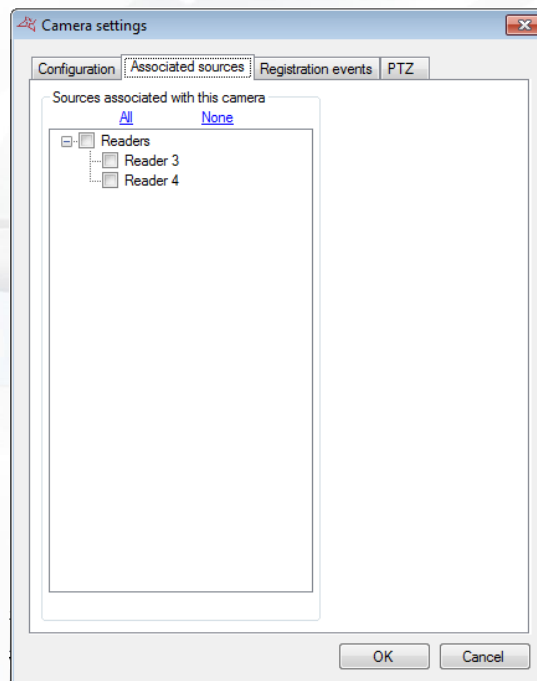 Camera settings
Configuration Associated sources Registration events PTZ
Sources associated with this camera
All None
Readers
Reader 3
Reader 4
OK Cancel